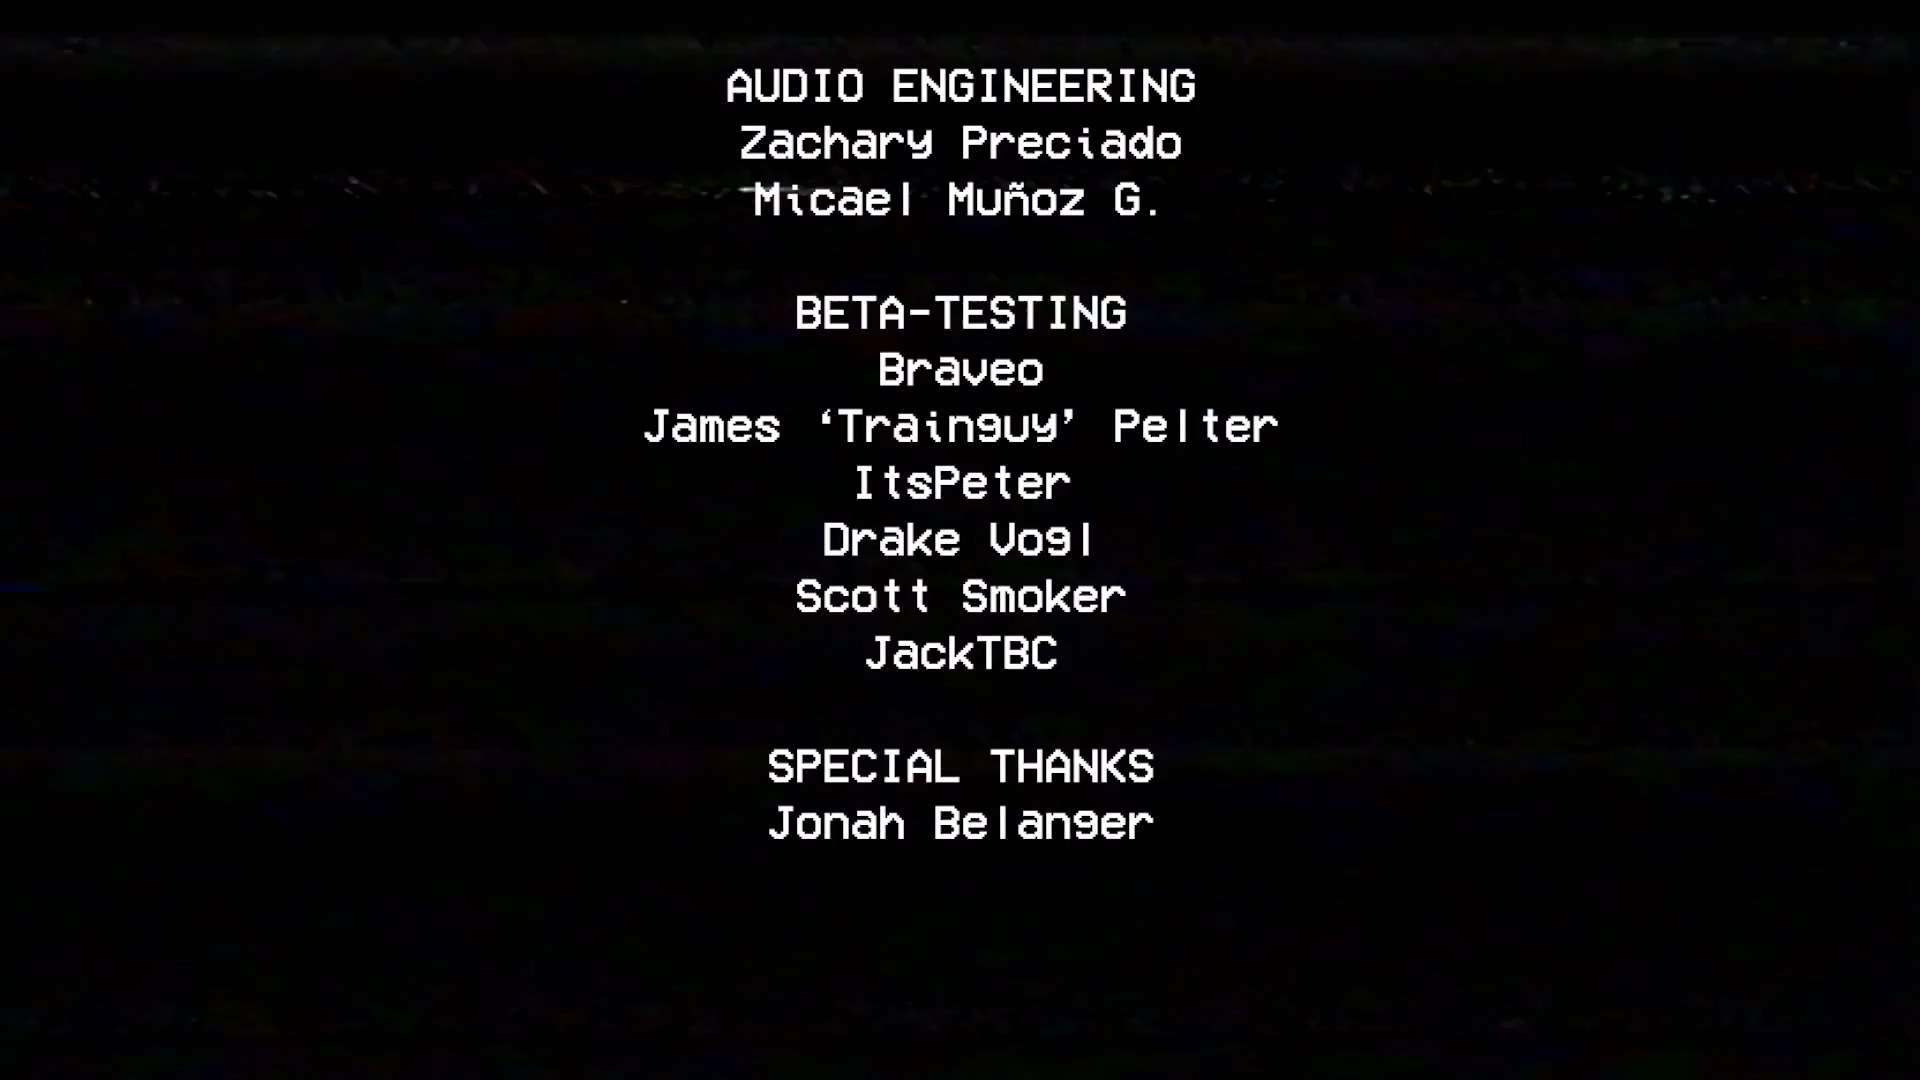 AUDIO ENGINEERING
Zachary Preciado
Micael Muñoz G.
BETA-TESTING
Braveo
James ‘Trainguy’ Pelter
ItsPeter
Drake Vogl
Scott Smoker
JackTBC
SPECIAL THANKS
Jonah Belanger